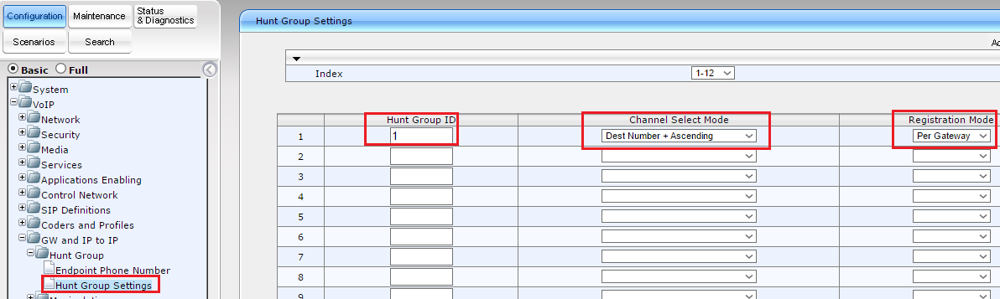 Configuration
Maintenance
Status
& Diagnostics
Scenarios
Search
Basic
Full
System
VoIP
Network
Security
Media
Services
Applications Enabling
Control Network
SIP Definitions
Coders and Profiles
GW and IP to IP
Hunt Group
Endpoint Phone Number
Hunt Group Settings
Hunt Group Settings
Index
1-12
Hunt Group ID Channel Select Mode Registration Mode
1 1 Dest Number + Ascending Per Gateway
2
3
4
5
6
7
8
9